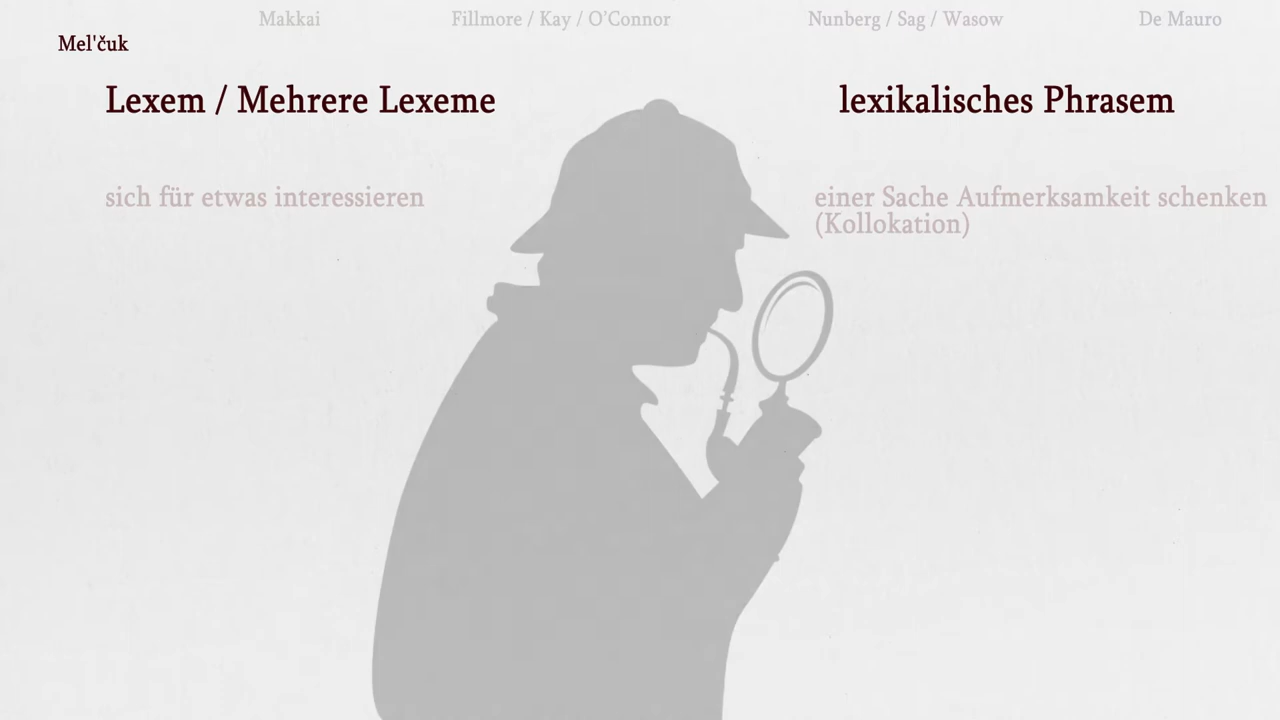 Makkai
Fillmore / Kay / O’Connor
Nunberg / Sag / Wasow
De Mauro
Mel'čuk
Lexem / Mehrere Lexeme
lexikalisches Phrasem
sich für etwas interessieren
einer Sache Aufmerksamkeit schenken
(Kollokation)